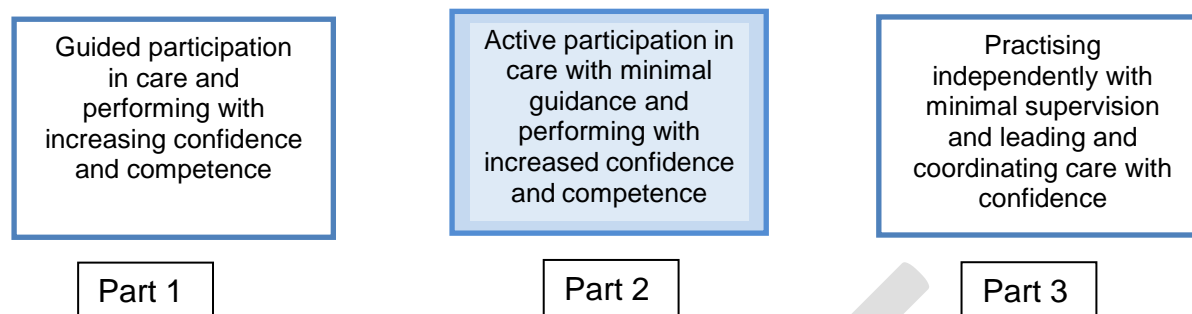 Guided participation
in care and
performing with
increasing confidence
and competence
Active participation in
care with minimal
guidance and
performing with
increased confidence
and competence
Practising
independently with
minimal supervision
and leading and
coordinating care with
confidence
Part 1
Part 2
Part 3